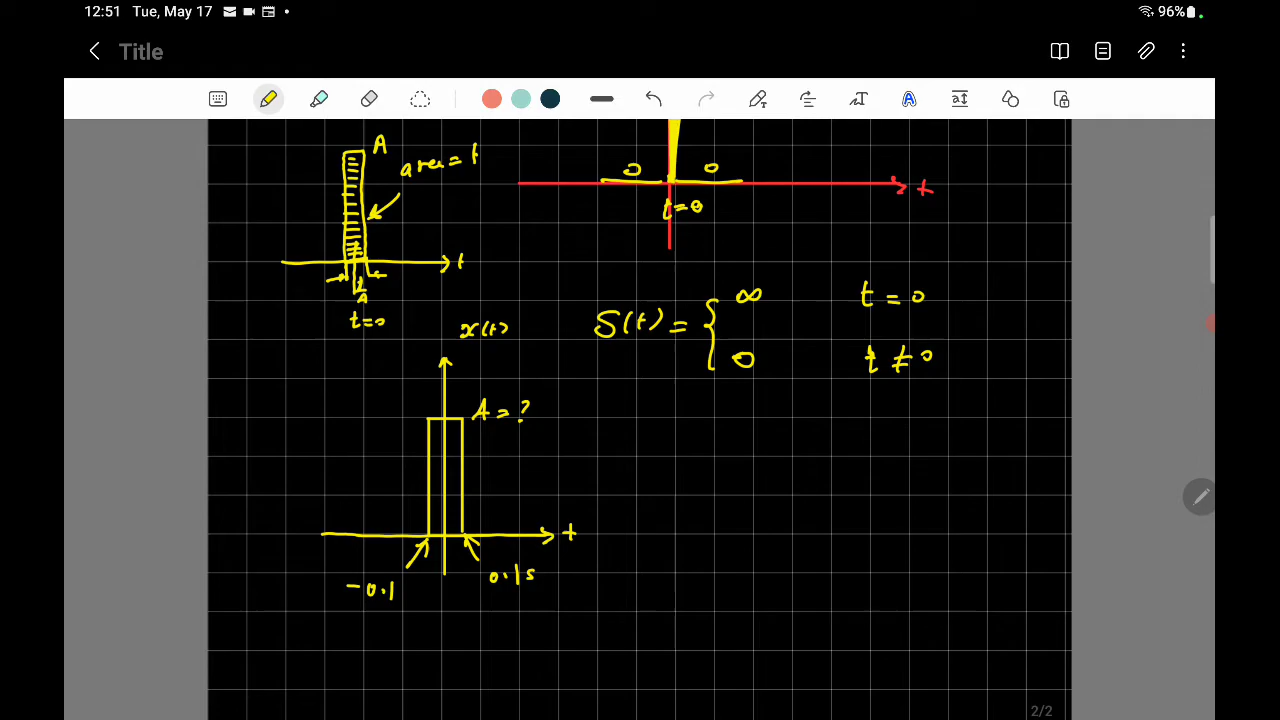 12:51 Tue, May 17
96%
Title
A
area = 1
0 0
t
t=0
t
1/A
t=0
x(t)
δ(t) = { ∞ t = 0
0 t ≠ 0
A = ?
t
-0.1
0.1s
2/2